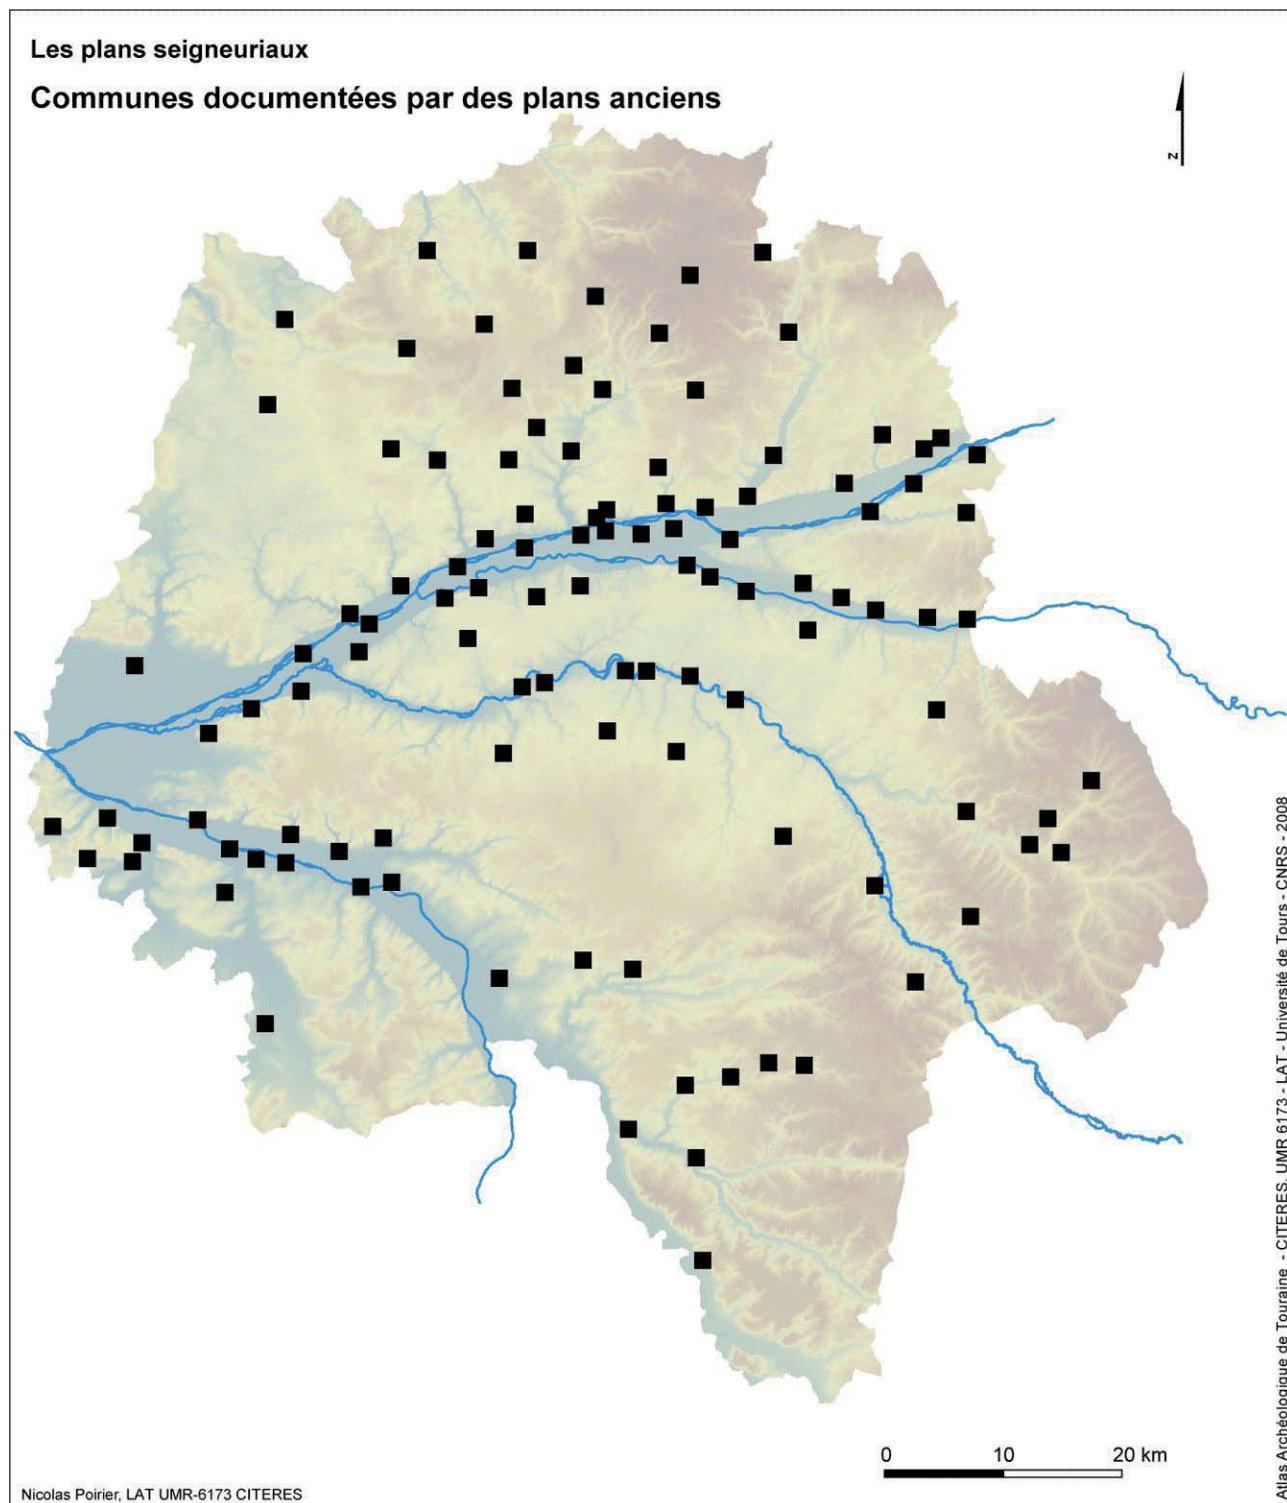 Les plans seigneuriaux
Communes documentées par des plans anciens
z
0 10 20 km
Nicolas Poirier, LAT UMR-6173 CITERES
Atlas Archéologique de Touraine - CITERES, UMR 6173 - LAT - Université de Tours - CNRS - 2008